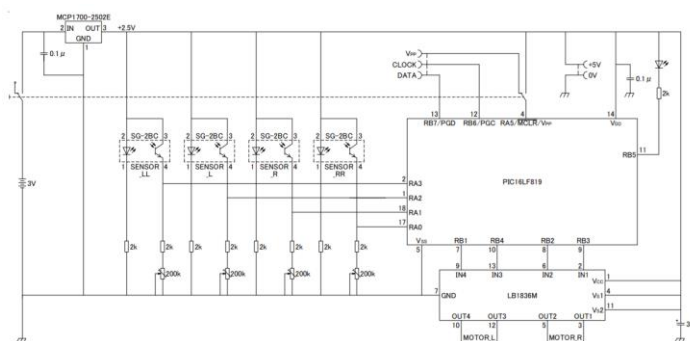 MCP1700-2502E
2 IN OUT 3 +2.5V
GND
1
0.1μ
VPP
CLOCK
DATA
+5V
0V
0.1μ
2k
13 12 4 14
RB7/PGD RB6/PGC RA5/MCLR/VPP VDD
RB5 11
PIC16LF819
2 SG-2BC 3 2 SG-2BC 3 2 SG-2BC 3 2 SG-2BC 3
1 SENSOR 4 1 SENSOR 4 1 SENSOR 4 1 SENSOR 4
_LL _L _R _RR
3V
2 RA3
1 RA2
18 RA1
17 RA0
2k 2k 2k 2k 2k 2k 2k 2k
200k 200k 200k 200k
VSS RB1 RB4 RB2 RB3
5 7 10 8 9
9 13 6 2
IN4 IN3 IN2 IN1
7 GND LB1836M
VCC 1
VS1 4
VS2 11
OUT4 OUT3 OUT2 OUT1
10 12 5 3
MOTOR_L MOTOR_R